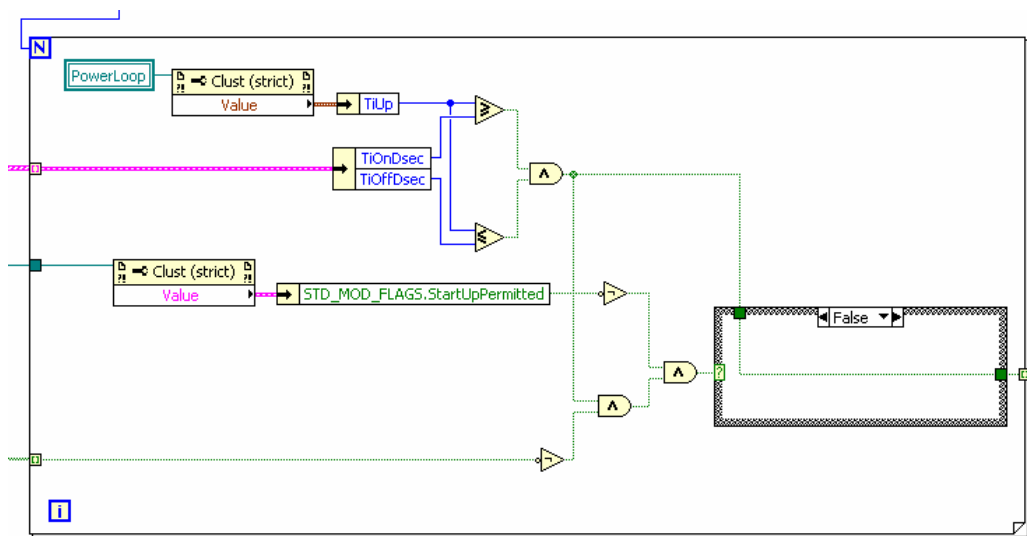 N
PowerLoop
Clust (strict)
Value
TiUp
TiOnDsec
TiOffDsec
Clust (strict)
Value
STD_MOD_FLAGS.StartUpPermitted
False
?
i